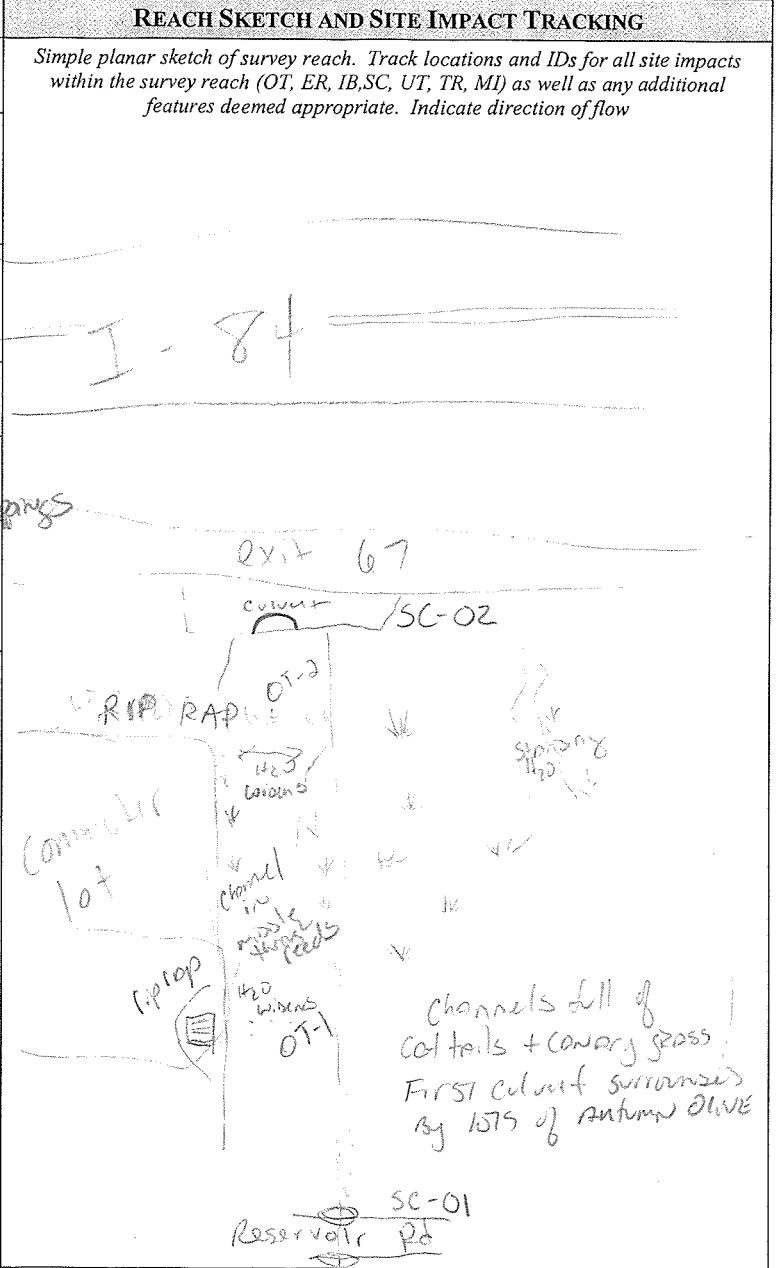 REACH SKETCH AND SITE IMPACT TRACKING
Simple planar sketch of survey reach. Track locations and IDs for all site impacts
within the survey reach (OT, ER, IB,SC, UT, TR, MI) as well as any additional
features deemed appropriate. Indicate direction of flow
I - 84
exit 67
culvert
SC-02
OT-2
RIP RAP
H2O
widens
standing
H2O
Commuter
lot
channel
in
middle
through
reeds
riprap
H2O
widens
OT-1
Channels full of
cattails + canary grass
First culvert surrounded
By lots of Autumn Olive
SC-01
Reservoir Rd